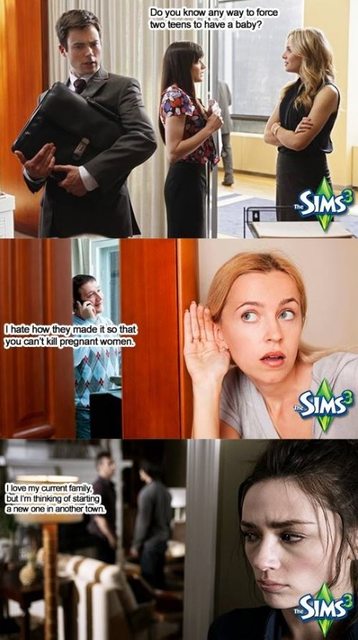 Do you know any way to force
two teens to have a baby?
The SIMS 3
I hate how they made it so that
you can't kill pregnant women.
The SIMS 3
I love my current family,
but I'm thinking of starting
a new one in another town.
The SIMS 3